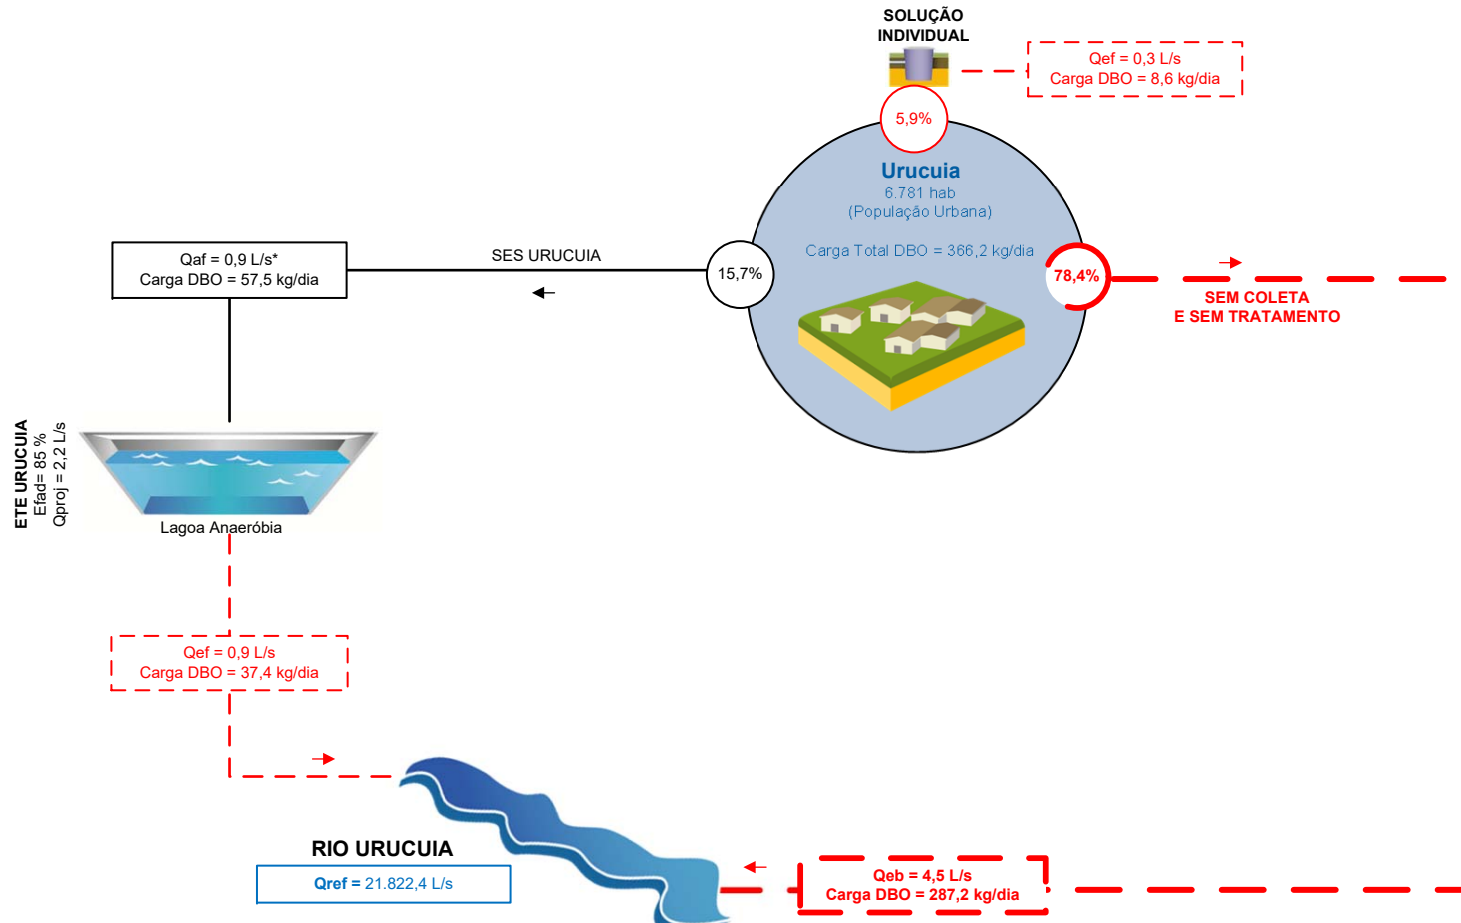 SOLUÇÃO
INDIVIDUAL
Qef = 0,3 L/s
Carga DBO = 8,6 kg/dia
5,9%
Urucuia
6.781 hab
(População Urbana)
Carga Total DBO = 366,2 kg/dia
Qaf = 0,9 L/s*
Carga DBO = 57,5 kg/dia
SES URUCUIA
15,7%
78,4%
SEM COLETA
E SEM TRATAMENTO
ETE URUCUIA
Efad= 85 %
Qproj = 2,2 L/s
Lagoa Anaeróbia
Qef = 0,9 L/s
Carga DBO = 37,4 kg/dia
RIO URUCUIA
Qref = 21.822,4 L/s
Qeb = 4,5 L/s
Carga DBO = 287,2 kg/dia